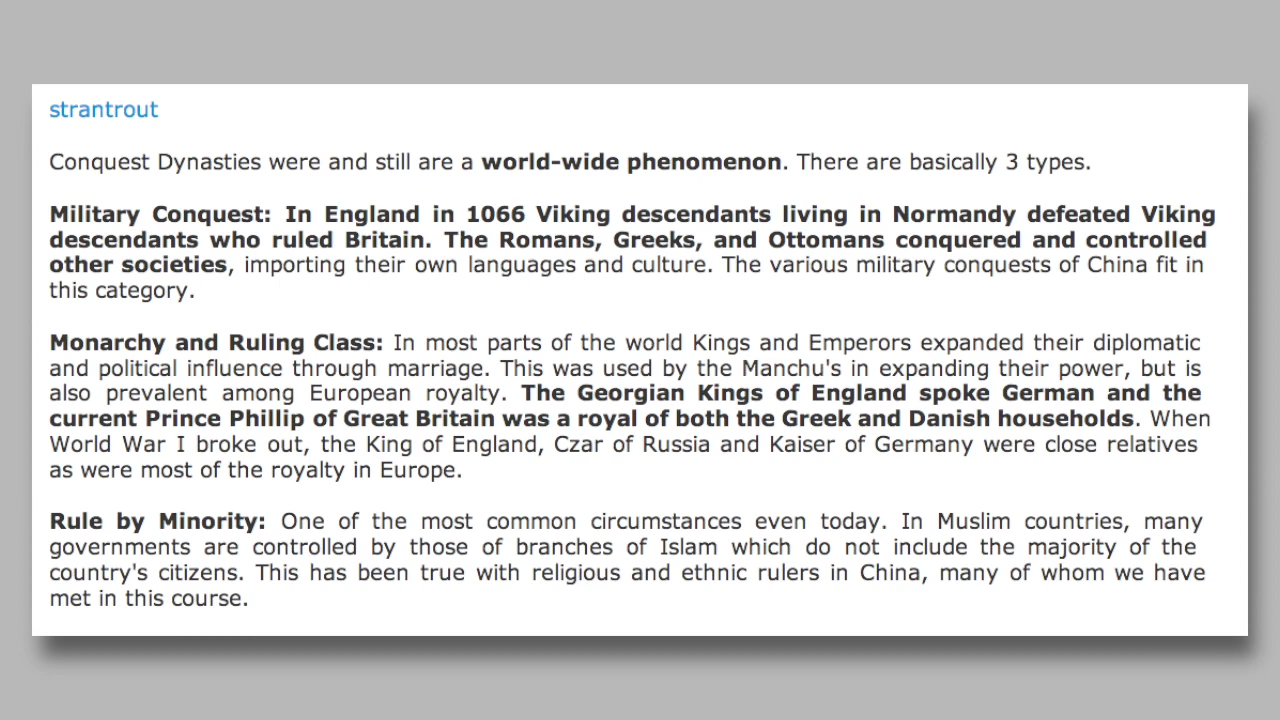 strantrout
Conquest Dynasties were and still are a world-wide phenomenon. There are basically 3 types.
Military Conquest: In England in 1066 Viking descendants living in Normandy defeated Viking
descendants who ruled Britain. The Romans, Greeks, and Ottomans conquered and controlled
other societies, importing their own languages and culture. The various military conquests of China fit in
this category.
Monarchy and Ruling Class: In most parts of the world Kings and Emperors expanded their diplomatic
and political influence through marriage. This was used by the Manchu's in expanding their power, but is
also prevalent among European royalty. The Georgian Kings of England spoke German and the
current Prince Phillip of Great Britain was a royal of both the Greek and Danish households. When
World War I broke out, the King of England, Czar of Russia and Kaiser of Germany were close relatives
as were most of the royalty in Europe.
Rule by Minority: One of the most common circumstances even today. In Muslim countries, many
governments are controlled by those of branches of Islam which do not include the majority of the
country's citizens. This has been true with religious and ethnic rulers in China, many of whom we have
met in this course.